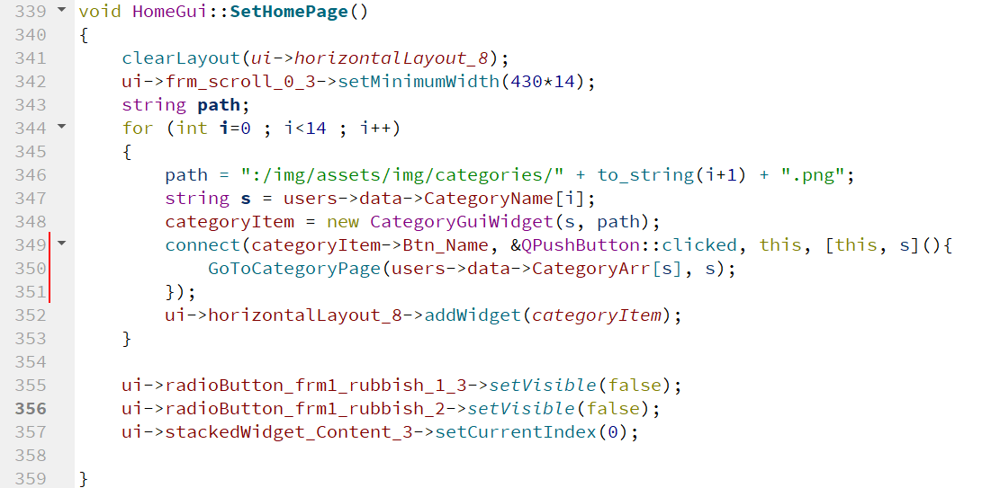 339 void HomeGui::SetHomePage()
340 {
341     clearLayout(ui->horizontalLayout_8);
342     ui->frm_scroll_0_3->setMinimumWidth(430*14);
343     string path;
344     for (int i=0 ; i<14 ; i++)
345     {
346         path = ":/img/assets/img/categories/" + to_string(i+1) + ".png";
347         string s = users->data->CategoryName[i];
348         categoryItem = new CategoryGuiWidget(s, path);
349         connect(categoryItem->Btn_Name, &QPushButton::clicked, this, [this, s](){
350             GoToCategoryPage(users->data->CategoryArr[s], s);
351         });
352         ui->horizontalLayout_8->addWidget(categoryItem);
353     }
354
355     ui->radioButton_frm1_rubbish_1_3->setVisible(false);
356     ui->radioButton_frm1_rubbish_2->setVisible(false);
357     ui->stackedWidget_Content_3->setCurrentIndex(0);
358
359 }